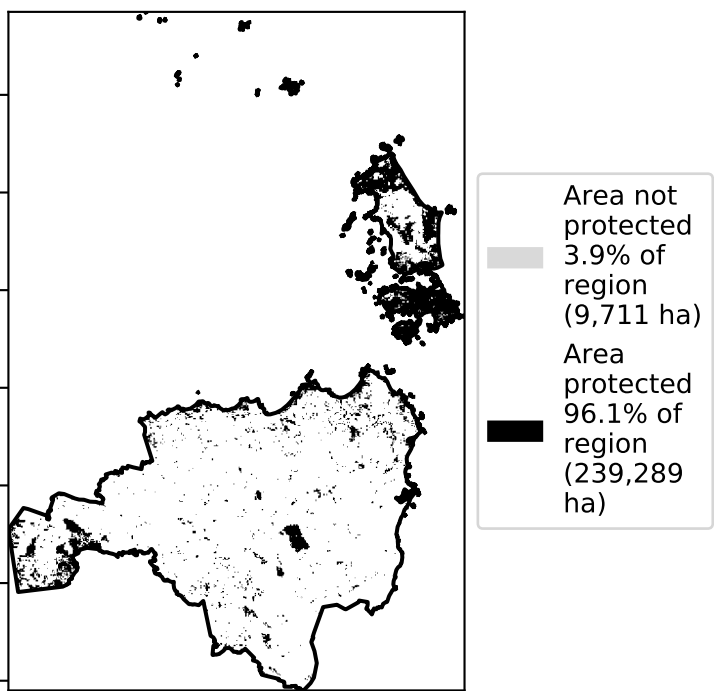 Area not
protected
3.9% of
region
(9,711 ha)
Area
protected
96.1% of
region
(239,289
ha)